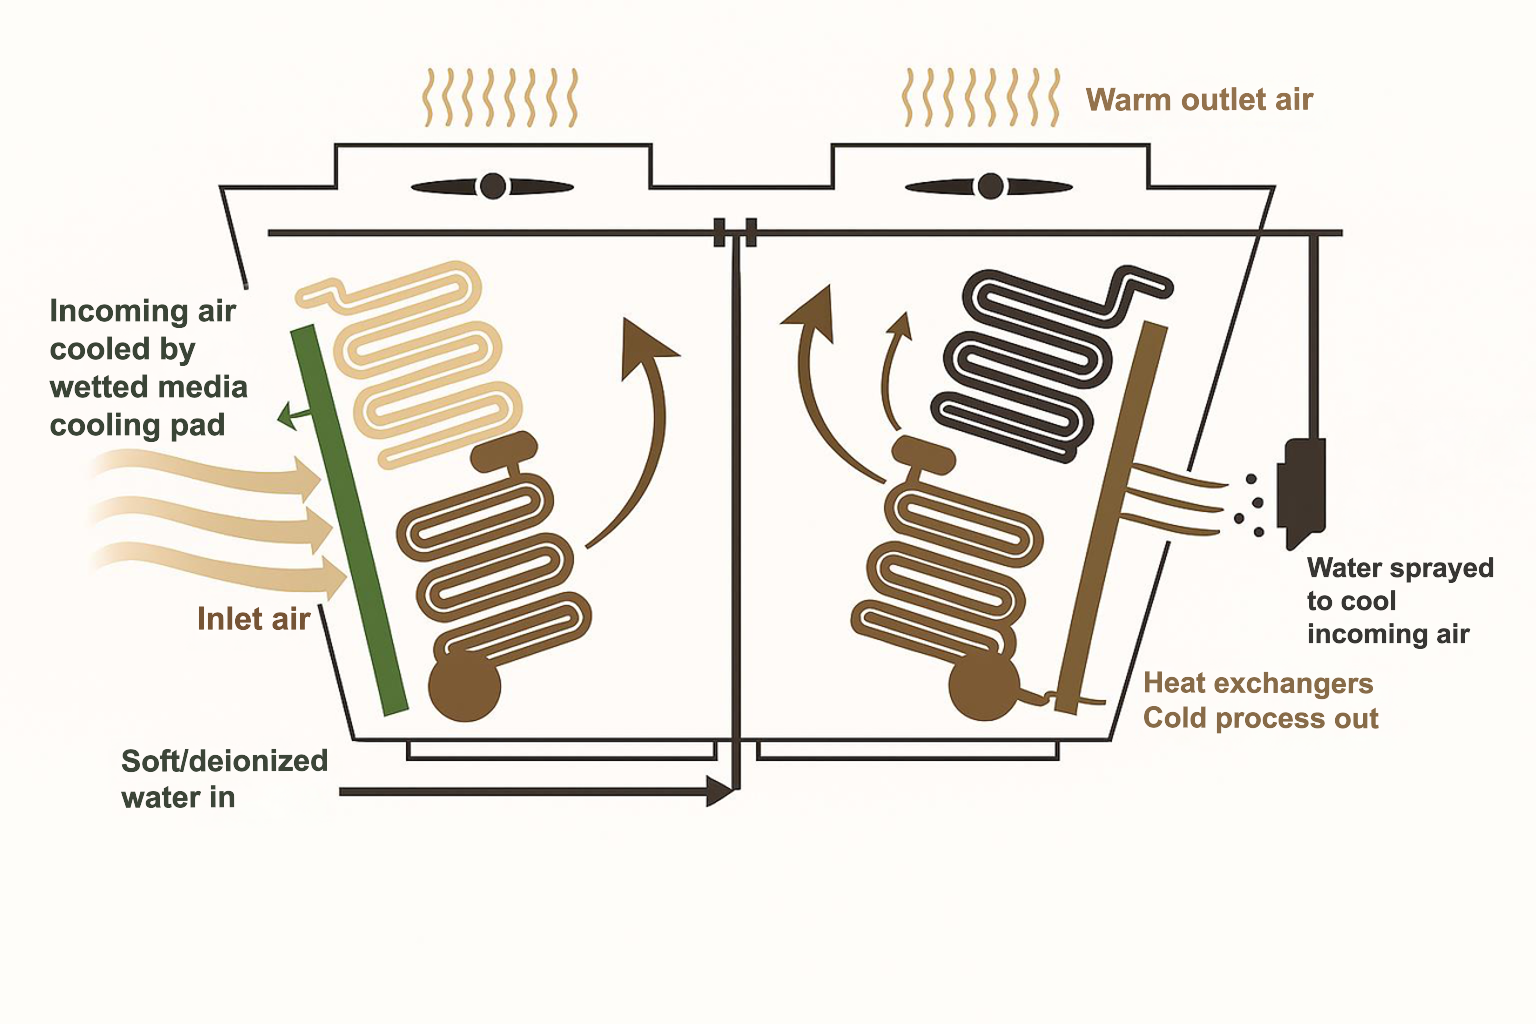 Warm outlet air
Incoming air
cooled by
wetted media
cooling pad
Inlet air
Water sprayed
to cool
incoming air
Heat exchangers
Cold process out
Soft/deionized
water in